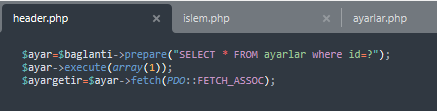 header.php × islem.php × ayarlar.php
$ayar=$baglanti->prepare("SELECT * FROM ayarlar where id=?");
$ayar->execute(array(1));
$ayargetir=$ayar->fetch(PDO::FETCH_ASSOC);